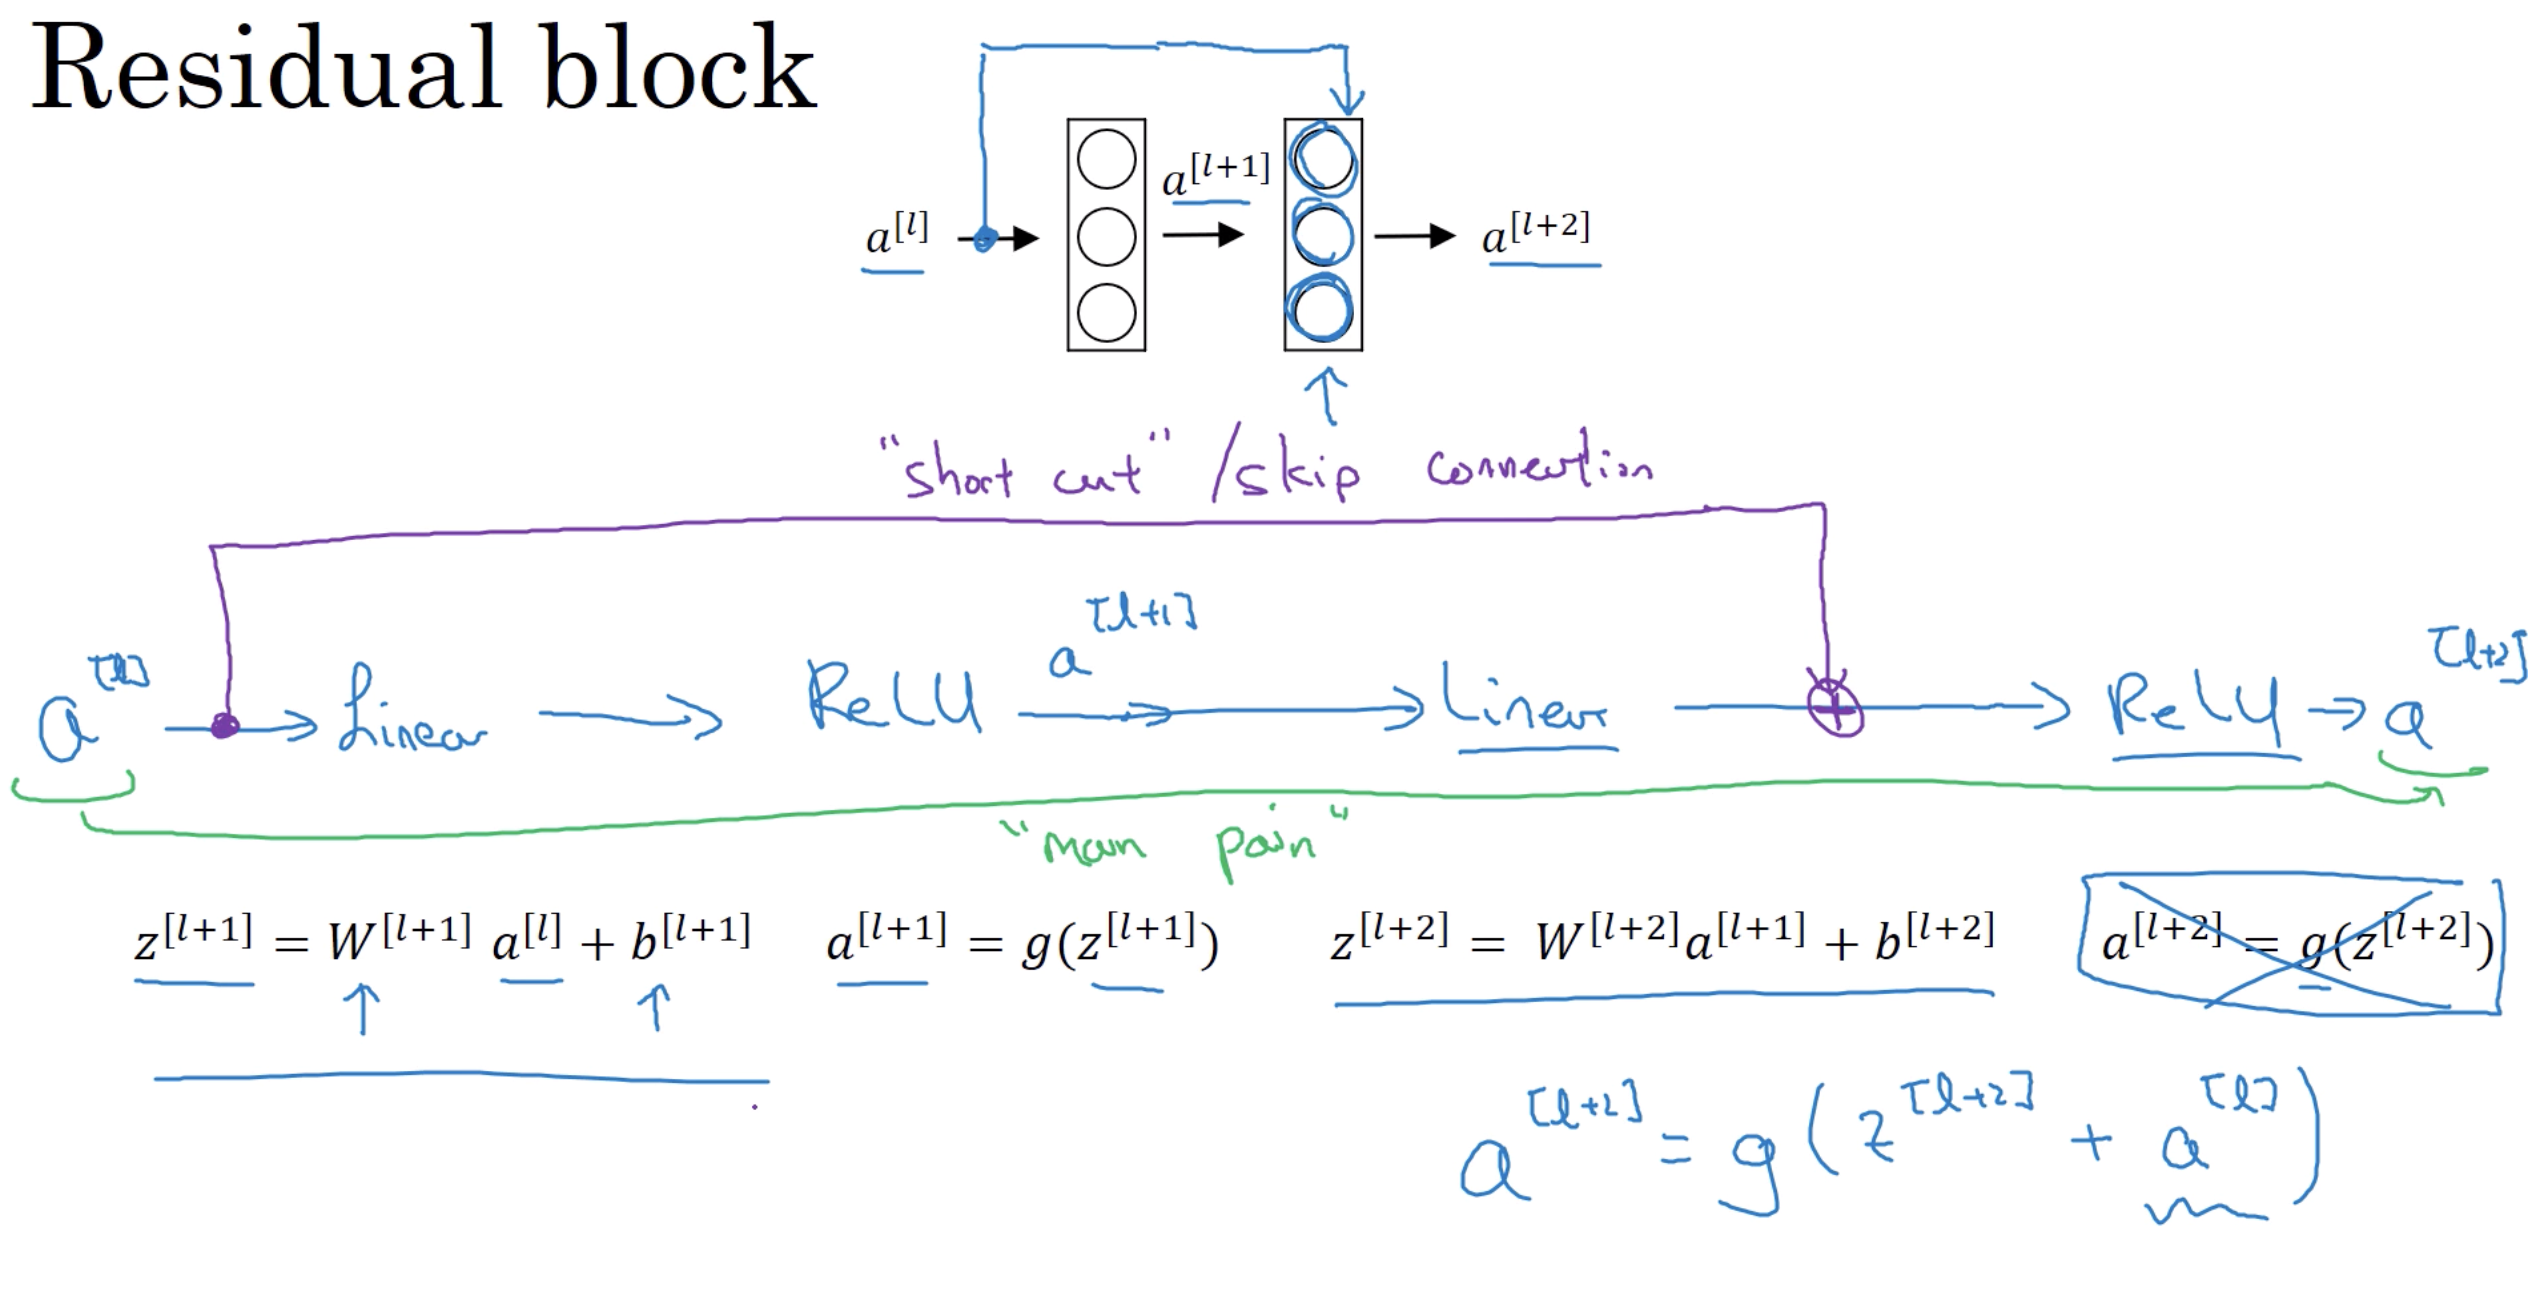 Residual block
a^[l]
a^[l+1]
a^[l+2]
"short cut" / skip connection
a^[l] → Linear → ReLU a^[l+1] → Linear ⊕ → ReLU → a^[l+2]
"main path"
z^[l+1] = W^[l+1] a^[l] + b^[l+1]   a^[l+1] = g(z^[l+1])   z^[l+2] = W^[l+2] a^[l+1] + b^[l+2]   a^[l+2] = g(z^[l+2])
a^[l+2] = g(z^[l+2] + a^[l])